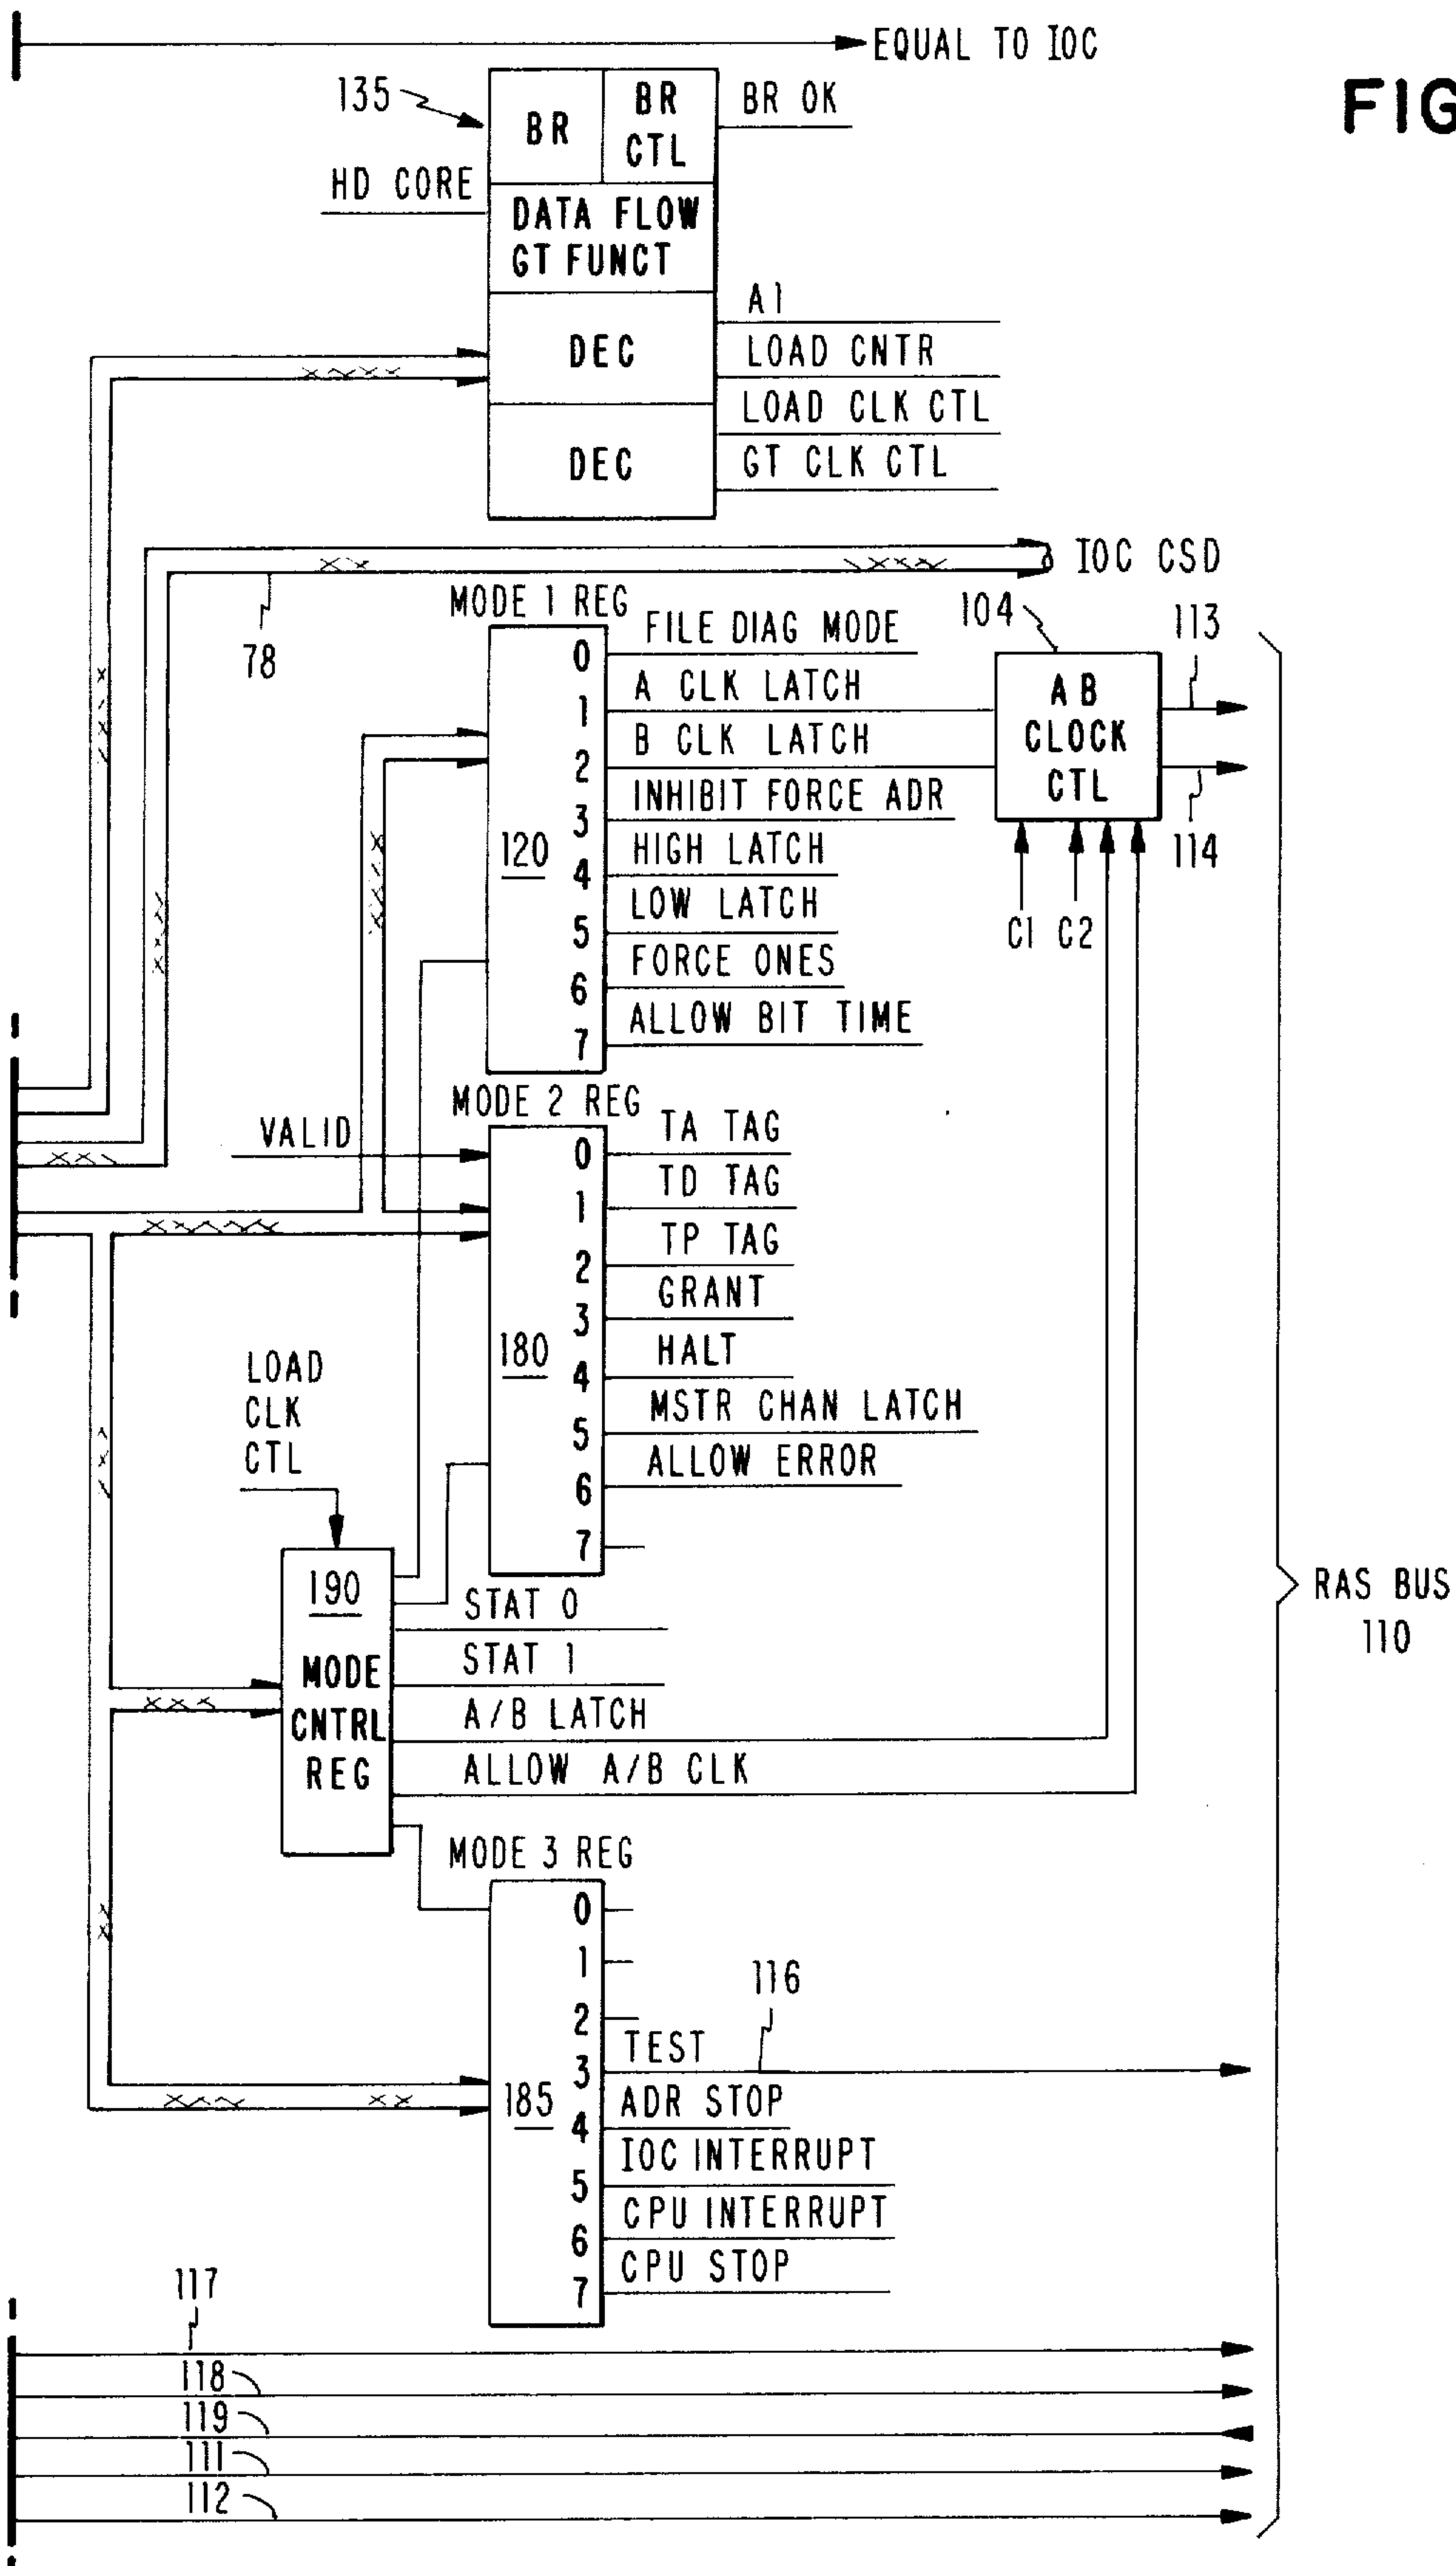 EQUAL TO IOC
FIG
135
BR
BR
CTL
BR OK
HD CORE
DATA FLOW
GT FUNCT
A1
DEC
LOAD CNTR
LOAD CLK CTL
DEC
GT CLK CTL
IOC CSD
78
MODE 1 REG
104
113
0 FILE DIAG MODE
1 A CLK LATCH
2 B CLK LATCH
3 INHIBIT FORCE ADR
120
4 HIGH LATCH
5 LOW LATCH
6 FORCE ONES
7 ALLOW BIT TIME
A B
CLOCK
CTL
114
C1 C2
MODE 2 REG
VALID
0 TA TAG
1 TD TAG
2 TP TAG
3 GRANT
180
4 HALT
5 MSTR CHAN LATCH
6 ALLOW ERROR
7
LOAD
CLK
CTL
190
MODE
CNTRL
REG
STAT 0
STAT 1
A/B LATCH
ALLOW A/B CLK
RAS BUS
110
MODE 3 REG
0
1
2
116
3 TEST
185
4 ADR STOP
5 IOC INTERRUPT
6 CPU INTERRUPT
7 CPU STOP
117
118
119
111
112